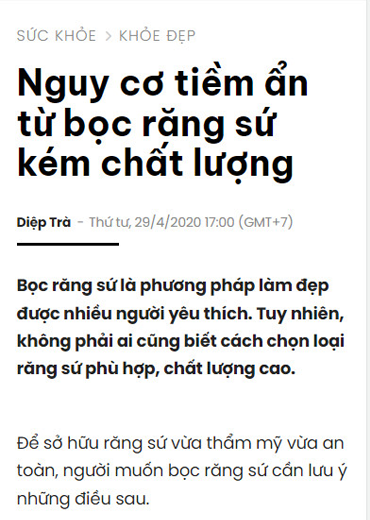 SỨC KHỎE > KHỎE ĐẸP
Nguy cơ tiềm ẩn
từ bọc răng sứ
kém chất lượng
Diệp Trà - Thứ tư, 29/4/2020 17:00 (GMT+7)
Bọc răng sứ là phương pháp làm đẹp
được nhiều người yêu thích. Tuy nhiên,
không phải ai cũng biết cách chọn loại
răng sứ phù hợp, chất lượng cao.
Để sở hữu răng sứ vừa thẩm mỹ vừa an
toàn, người muốn bọc răng sứ cần lưu ý
những điều sau.